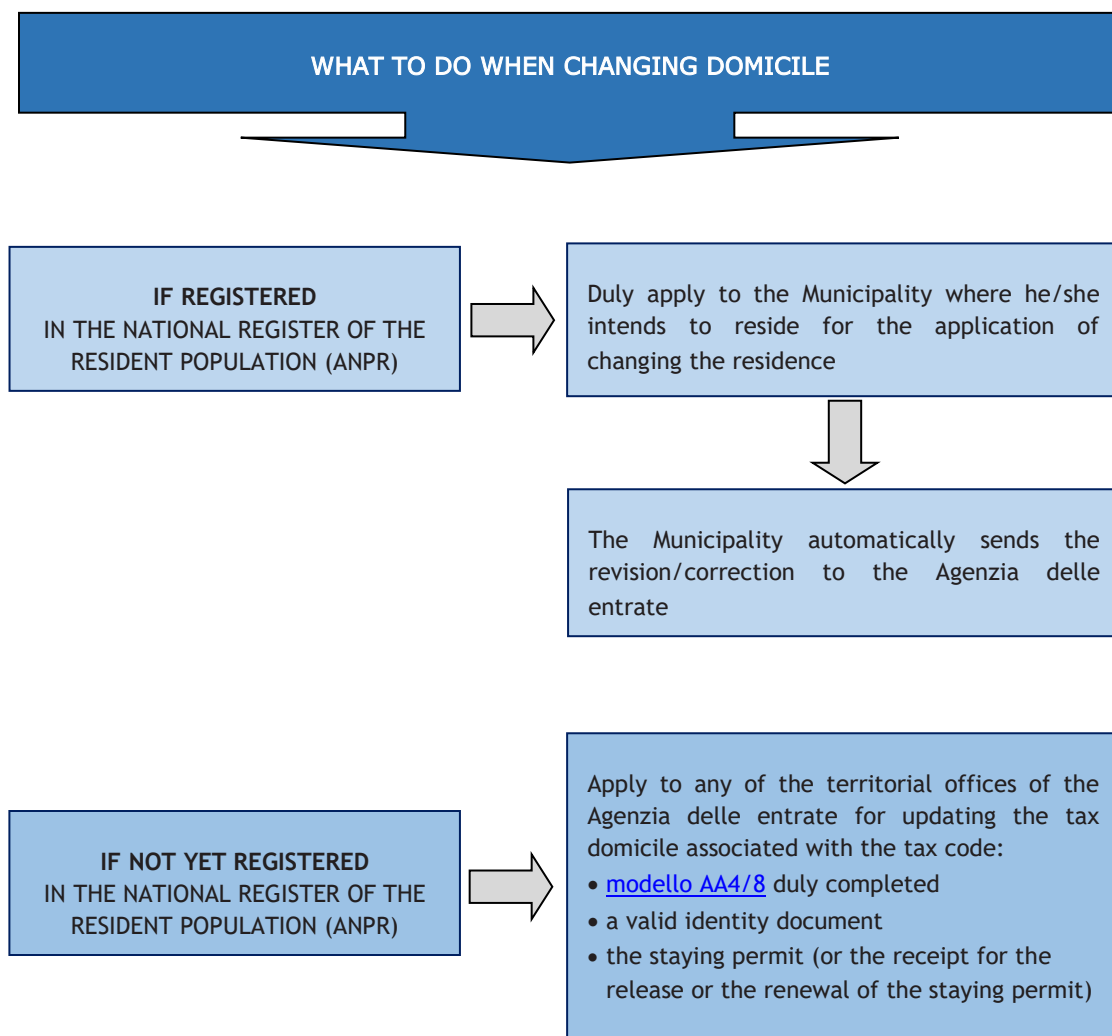 WHAT TO DO WHEN CHANGING DOMICILE
IF REGISTERED
IN THE NATIONAL REGISTER OF THE
RESIDENT POPULATION (ANPR)
Duly apply to the Municipality where he/she
intends to reside for the application of
changing the residence
The Municipality automatically sends the
revision/correction to the Agenzia delle
entrate
IF NOT YET REGISTERED
IN THE NATIONAL REGISTER OF THE
RESIDENT POPULATION (ANPR)
Apply to any of the territorial offices of the
Agenzia delle entrate for updating the tax
domicile associated with the tax code:
• modello AA4/8 duly completed
• a valid identity document
• the staying permit (or the receipt for the
release or the renewal of the staying permit)